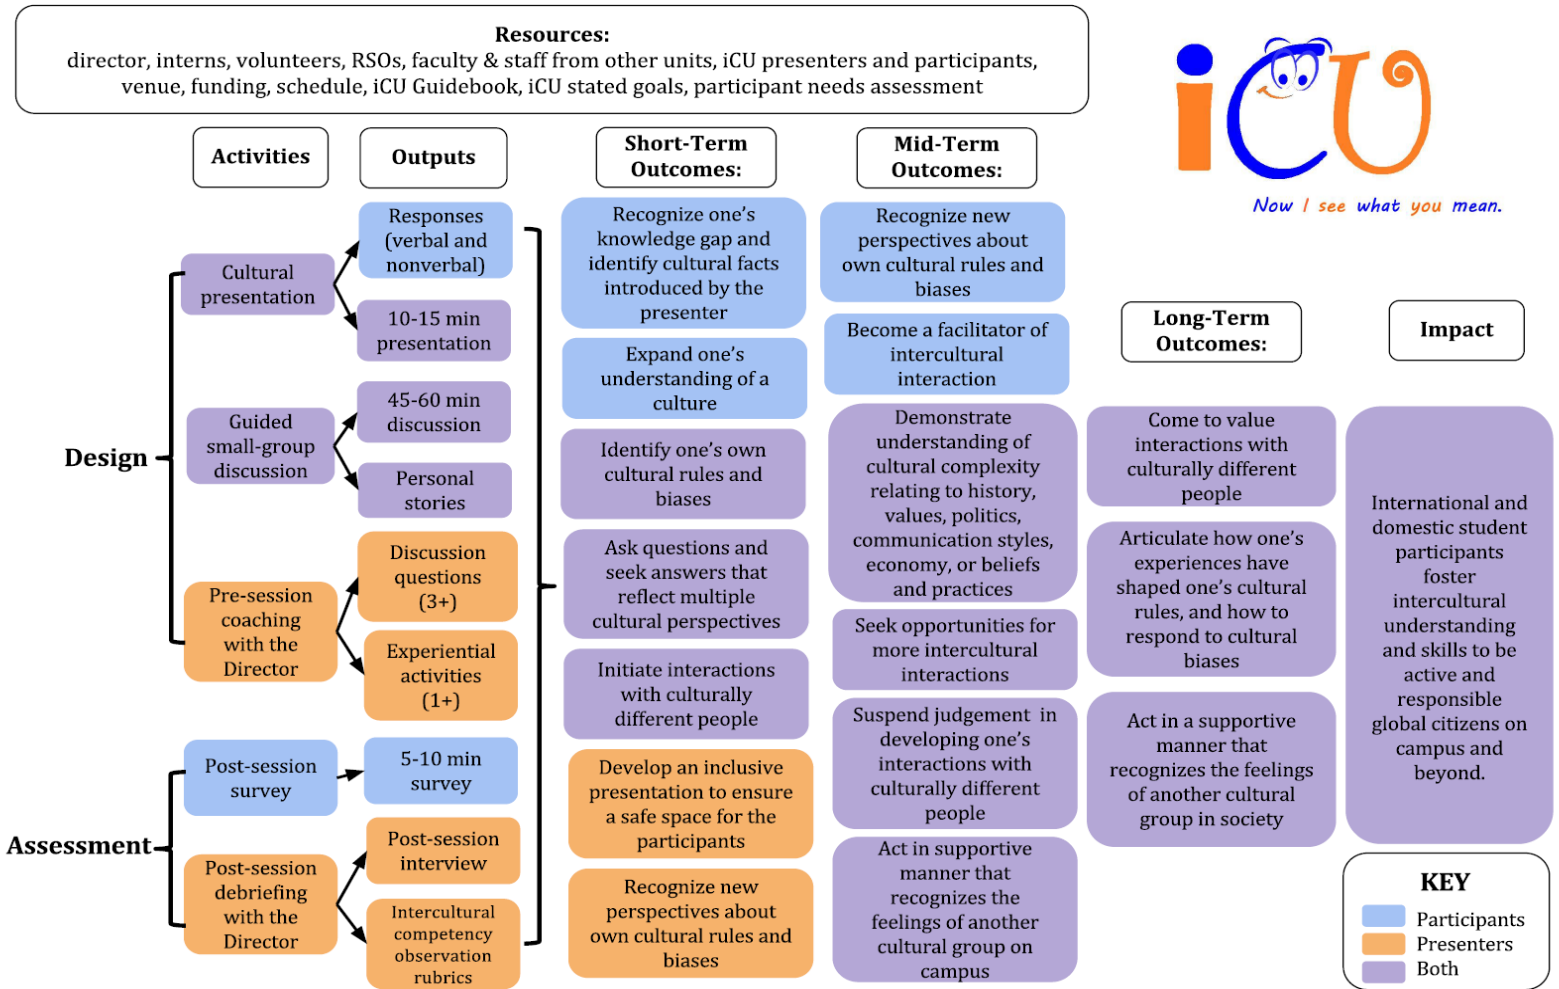 Resources:
director, interns, volunteers, RSOs, faculty & staff from other units, iCU presenters and participants,
venue, funding, schedule, iCU Guidebook, iCU stated goals, participant needs assessment
iCU
Now I see what you mean.
Activities
Outputs
Short-Term
Outcomes:
Mid-Term
Outcomes:
Long-Term
Outcomes:
Impact
Design
Cultural
presentation
Guided
small-group
discussion
Pre-session
coaching
with the
Director
Assessment
Post-session
survey
Post-session
debriefing
with the
Director
Responses
(verbal and
nonverbal)
10-15 min
presentation
45-60 min
discussion
Personal
stories
Discussion
questions
(3+)
Experiential
activities
(1+)
5-10 min
survey
Post-session
interview
Intercultural
competency
observation
rubrics
Recognize one’s
knowledge gap and
identify cultural facts
introduced by the
presenter
Expand one’s
understanding of a
culture
Identify one’s own
cultural rules and
biases
Ask questions and
seek answers that
reflect multiple
cultural perspectives
Initiate interactions
with culturally
different people
Develop an inclusive
presentation to ensure
a safe space for the
participants
Recognize new
perspectives about
own cultural rules and
biases
Recognize new
perspectives about
own cultural rules and
biases
Become a facilitator of
intercultural
interaction
Demonstrate
understanding of
cultural complexity
relating to history,
values, politics,
communication styles,
economy, or beliefs
and practices
Seek opportunities for
more intercultural
interactions
Suspend judgement in
developing one’s
interactions with
culturally different
people
Act in supportive
manner that
recognizes the
feelings of another
cultural group on
campus
Come to value
interactions with
culturally different
people
Articulate how one’s
experiences have
shaped one’s cultural
rules, and how to
respond to cultural
biases
Act in a supportive
manner that
recognizes the feelings
of another cultural
group in society
International and
domestic student
participants
foster
intercultural
understanding
and skills to be
active and
responsible
global citizens on
campus and
beyond.
KEY
Participants
Presenters
Both